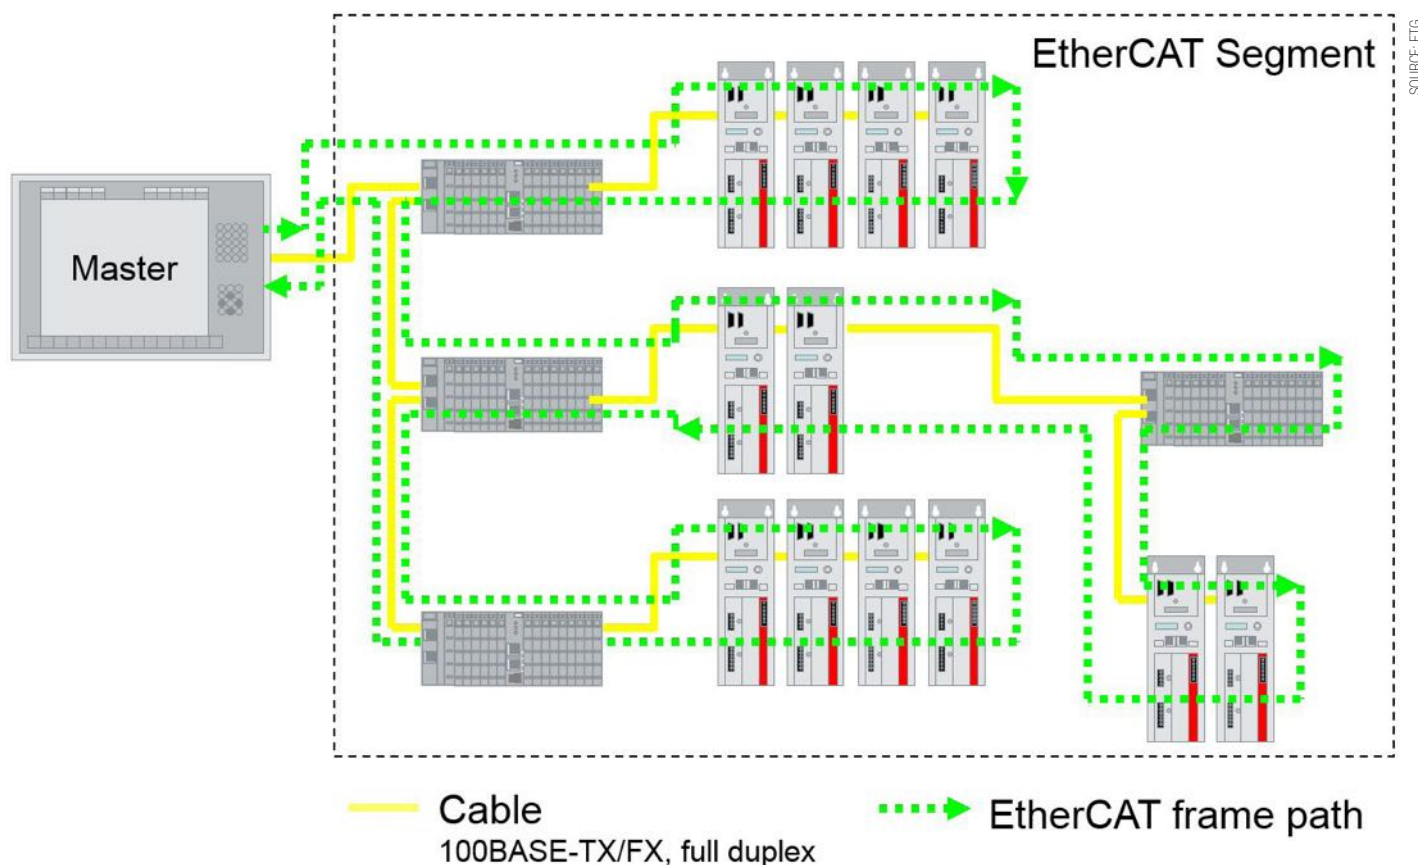 EtherCAT Segment
SOURCE: ETG
Master
Cable
100BASE-TX/FX, full duplex
EtherCAT frame path